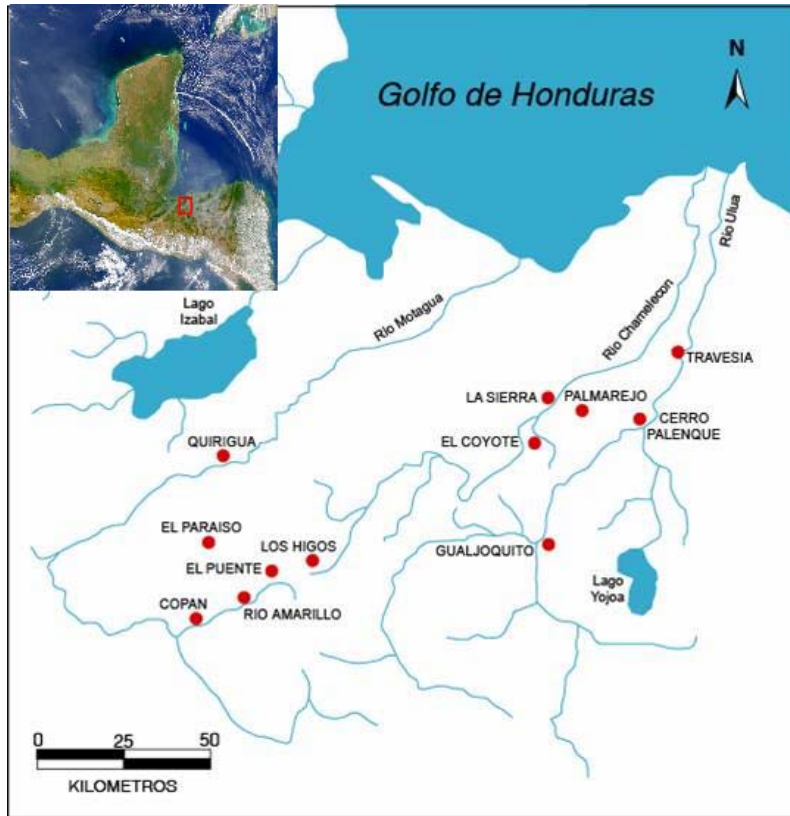 N
Golfo de Honduras
Rio Ulua
Lago
Izabal
Rio Motagua
Rio Chamelecon
TRAVESIA
LA SIERRA
PALMAREJO
CERRO
PALENQUE
QUIRIGUA
EL COYOTE
EL PARAISO
LOS HIGOS
GUALJOQUITO
EL PUENTE
Lago
Yojoa
COPAN
RIO AMARILLO
0 25 50
KILOMETROS